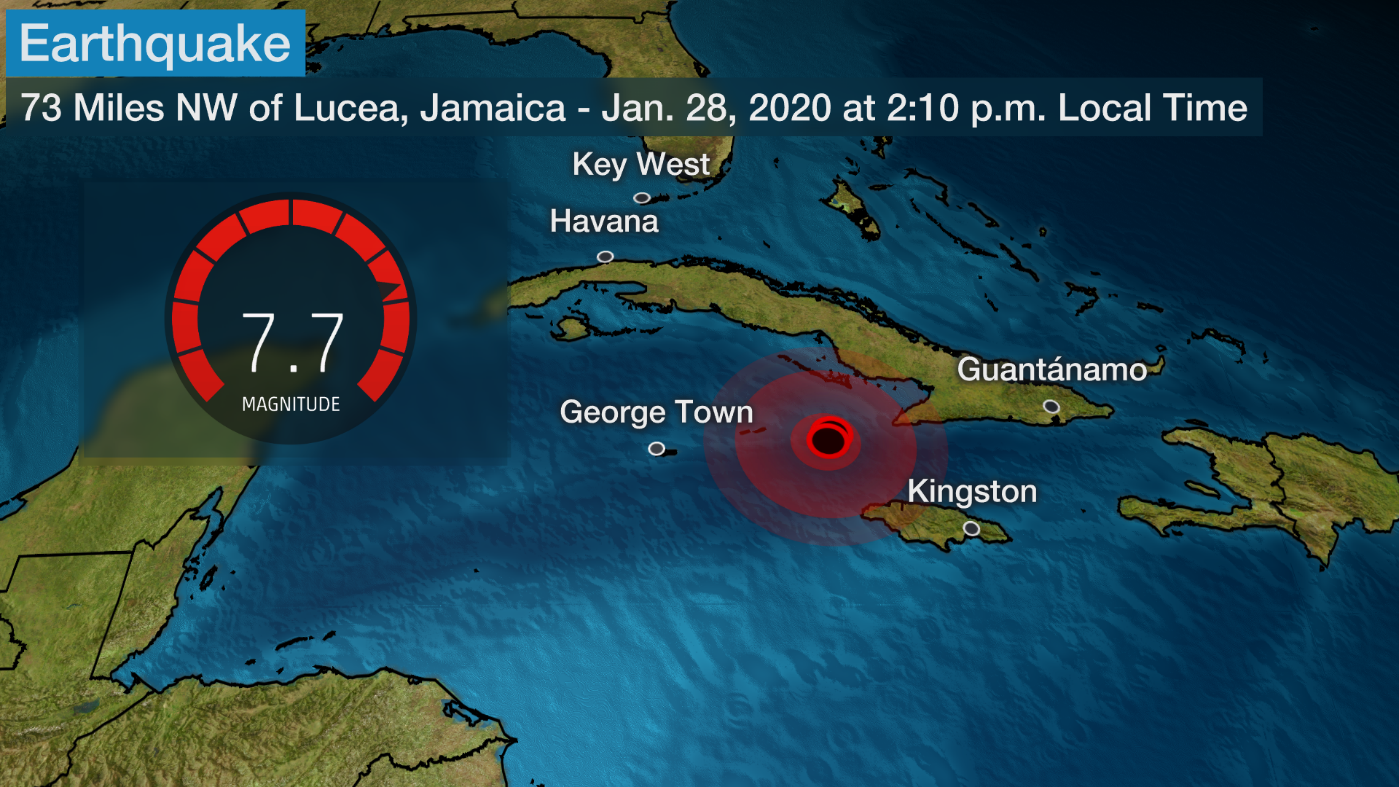 Earthquake
73 Miles NW of Lucea, Jamaica - Jan. 28, 2020 at 2:10 p.m. Local Time
Key West
Havana
7.7
MAGNITUDE
Guantánamo
George Town
Kingston